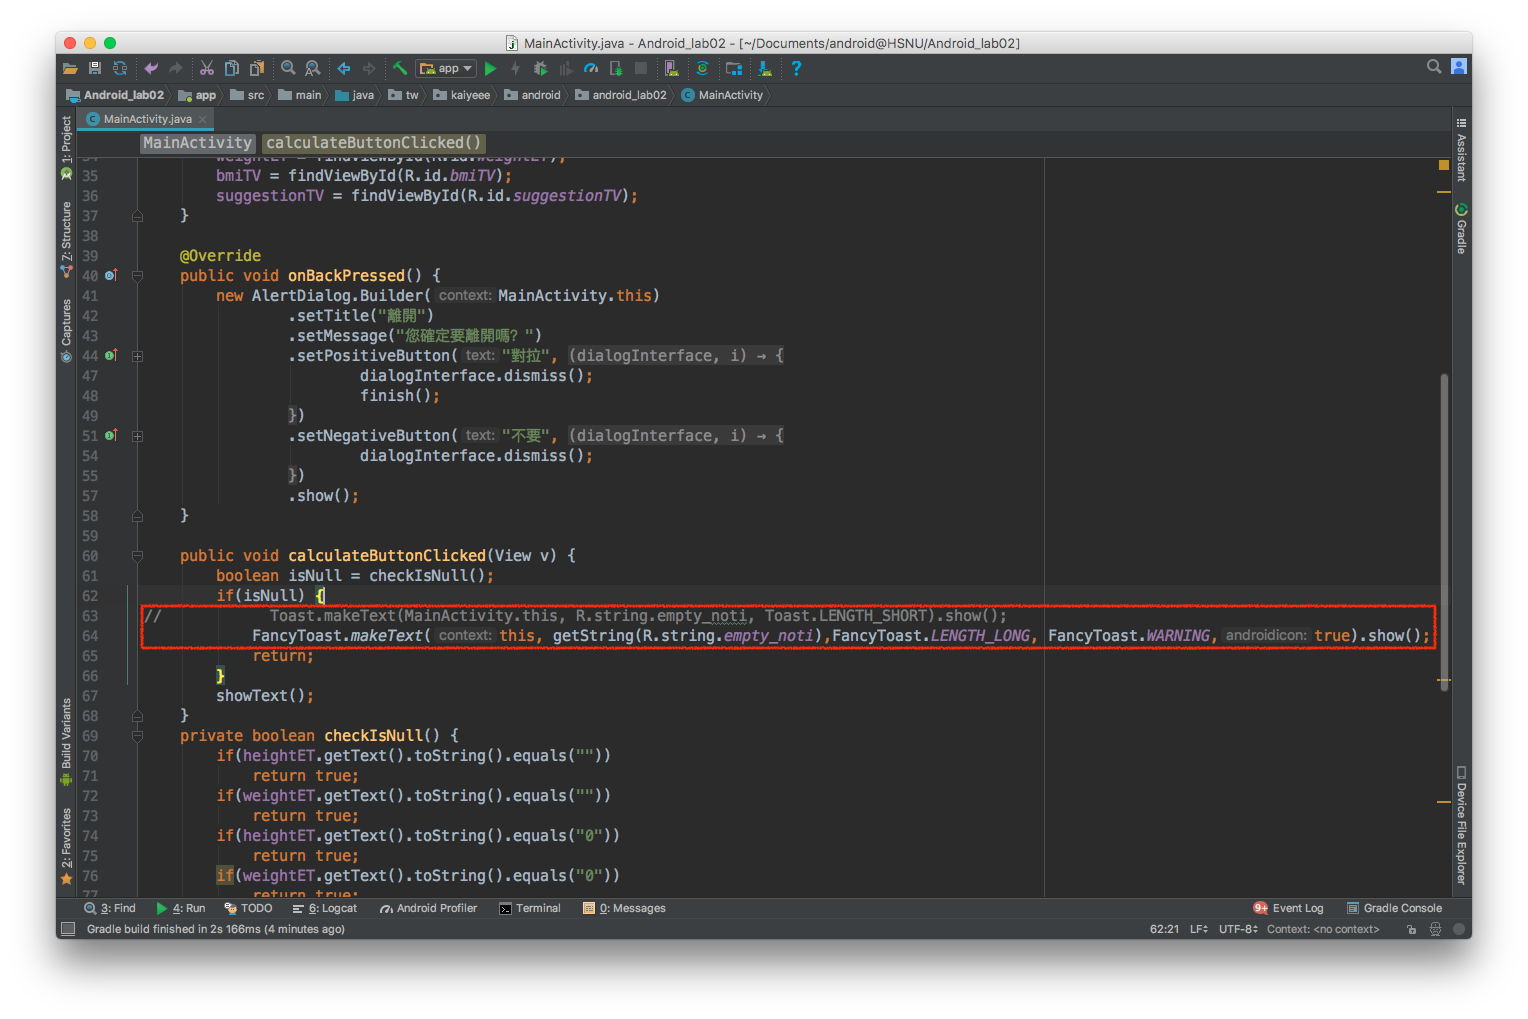 MainActivity.java - Android_lab02 - [~/Documents/android@HSNU/Android_lab02]
app
Android_lab02 app src main java tw kaiyeee android android_lab02 MainActivity
MainActivity.java
MainActivity calculateButtonClicked()
34 weightET = findViewById(R.id.weightET);
35 bmiTV = findViewById(R.id.bmiTV);
36 suggestionTV = findViewById(R.id.suggestionTV);
37 }
38
39 @Override
40 public void onBackPressed() {
41 new AlertDialog.Builder( context: MainActivity.this)
42 .setTitle("離開")
43 .setMessage("您確定要離開嗎？")
44 .setPositiveButton( text: "對拉", (dialogInterface, i) → {
47 dialogInterface.dismiss();
48 finish();
49 })
51 .setNegativeButton( text: "不要", (dialogInterface, i) → {
54 dialogInterface.dismiss();
55 })
57 .show();
58 }
59
60 public void calculateButtonClicked(View v) {
61 boolean isNull = checkIsNull();
62 if(isNull) {
63 // Toast.makeText(MainActivity.this, R.string.empty_noti, Toast.LENGTH_SHORT).show();
64 FancyToast.makeText( context: this, getString(R.string.empty_noti),FancyToast.LENGTH_LONG, FancyToast.WARNING, androidicon: true).show();
65 return;
66 }
67 showText();
68 }
69 private boolean checkIsNull() {
70 if(heightET.getText().toString().equals(""))
71 return true;
72 if(weightET.getText().toString().equals(""))
73 return true;
74 if(heightET.getText().toString().equals("0"))
75 return true;
76 if(weightET.getText().toString().equals("0"))
77 return true;
1: Project
7: Structure
Captures
Build Variants
2: Favorites
Assistant
Gradle
Device File Explorer
3: Find 4: Run TODO 6: Logcat Android Profiler Terminal 0: Messages 9+ Event Log Gradle Console
Gradle build finished in 2s 166ms (4 minutes ago) 62:21 LF UTF-8 Context: <no context>